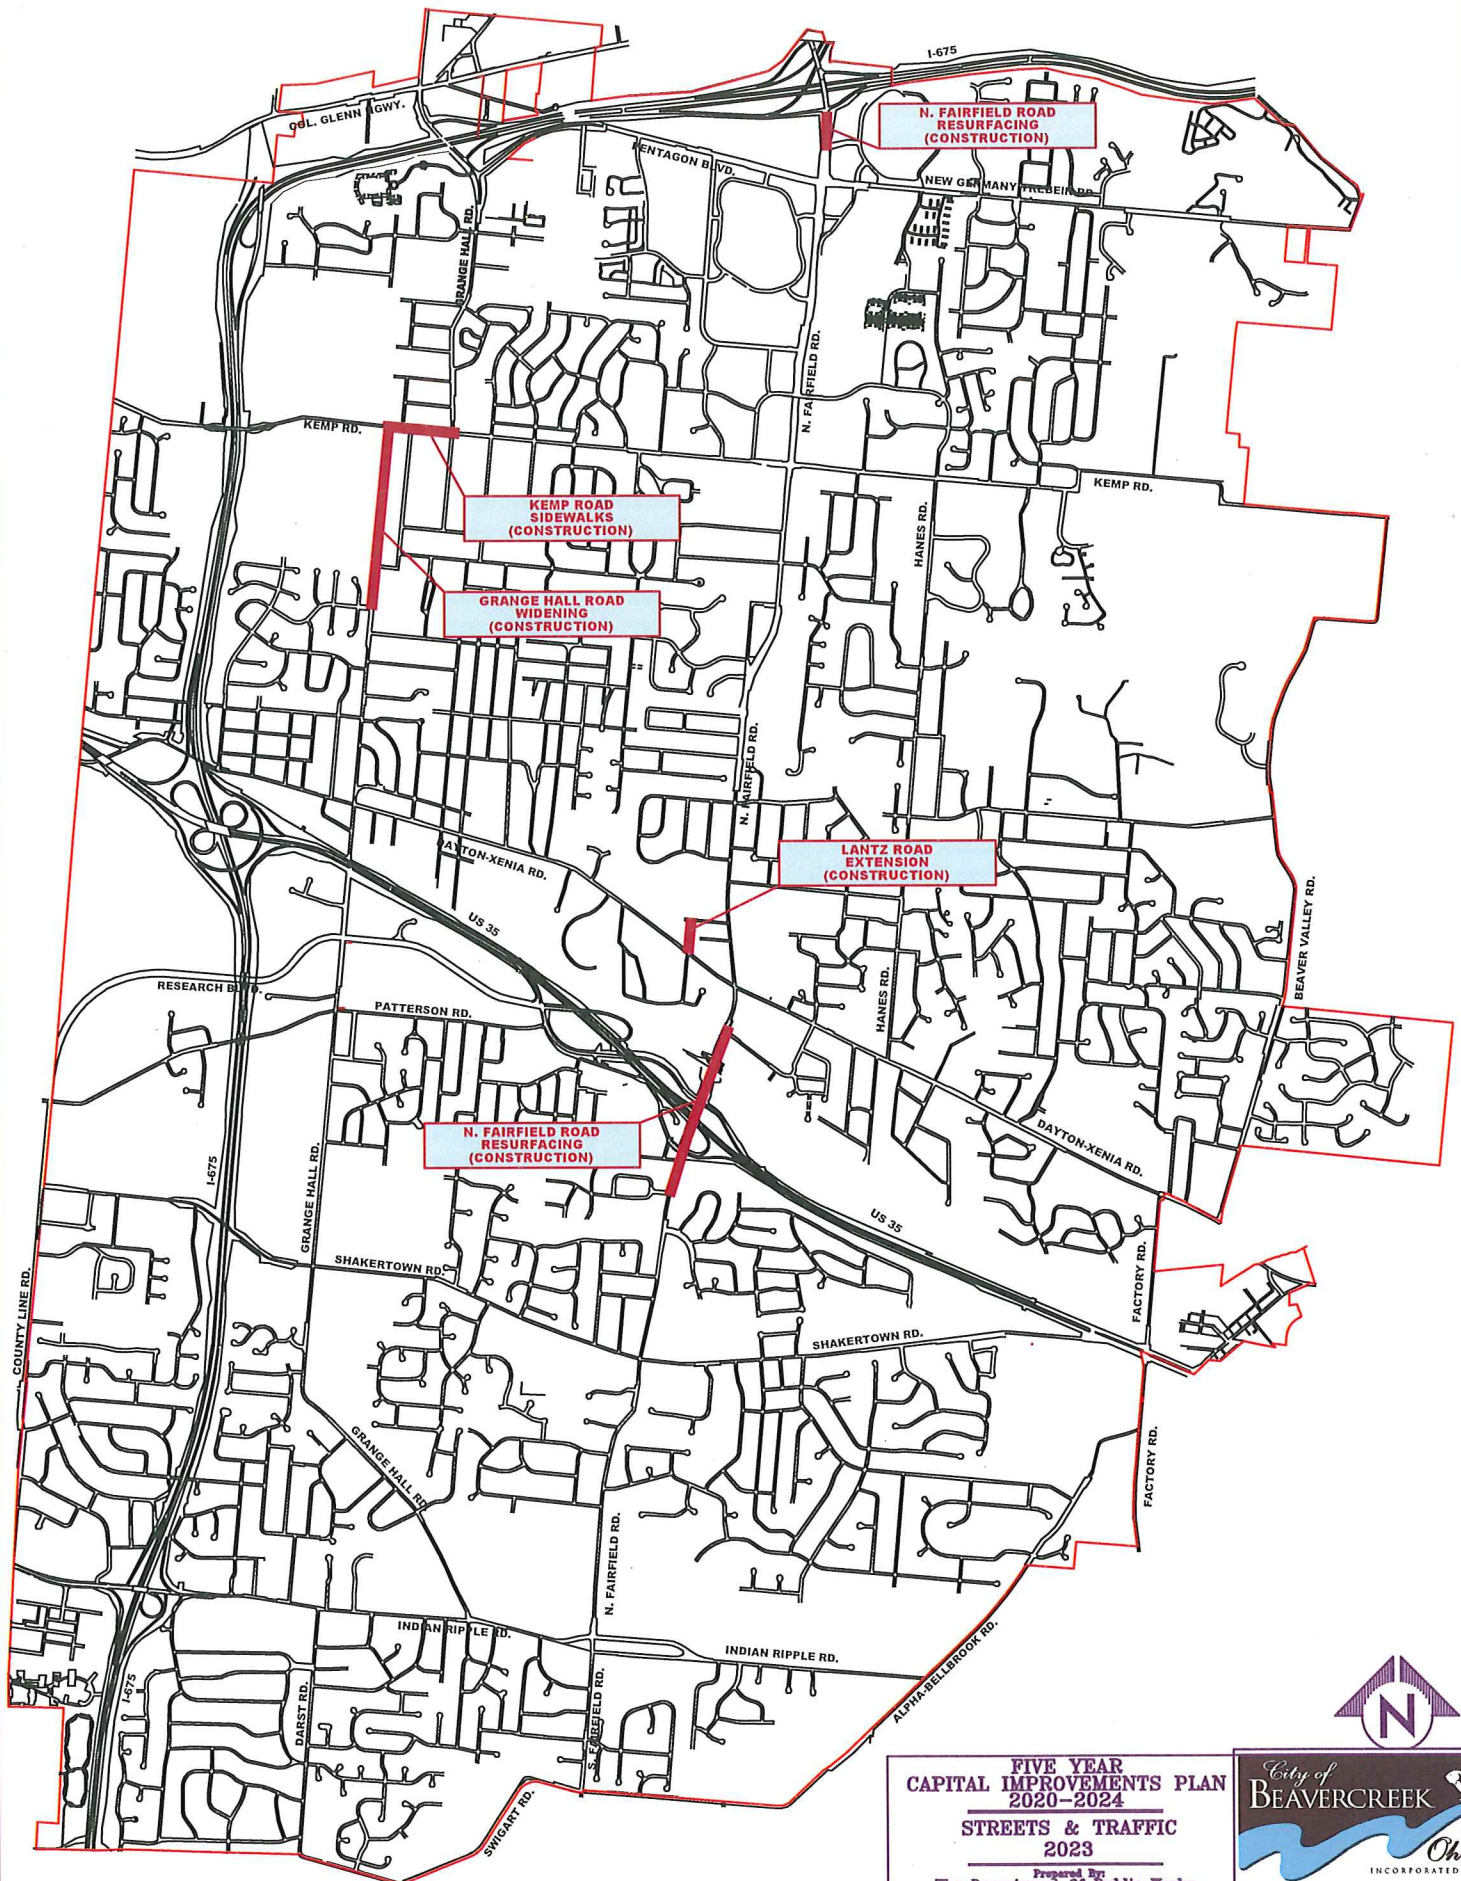 I-675
COL. GLENN HGWY.
N. FAIRFIELD ROAD
RESURFACING
(CONSTRUCTION)
PENTAGON BLVD.
NEW GERMANY TREBEIN RD.
GRANGE HALL RD.
N. FAIRFIELD RD.
KEMP RD.
KEMP RD.
KEMP ROAD
SIDEWALKS
(CONSTRUCTION)
HANES RD.
GRANGE HALL ROAD
WIDENING
(CONSTRUCTION)
N. FAIRFIELD RD.
DAYTON-XENIA RD.
LANTZ ROAD
EXTENSION
(CONSTRUCTION)
US 35
BEAVER VALLEY RD.
RESEARCH BLVD.
HANES RD.
PATTERSON RD.
N. FAIRFIELD ROAD
RESURFACING
(CONSTRUCTION)
DAYTON-XENIA RD.
I-675
GRANGE HALL RD.
US 35
SHAKERTOWN RD.
FACTORY RD.
COUNTY LINE RD.
SHAKERTOWN RD.
GRANGE HALL RD.
FACTORY RD.
N. FAIRFIELD RD.
INDIAN RIPPLE RD.
INDIAN RIPPLE RD.
ALPHA-BELLBROOK RD.
I-675
DARST RD.
S. FAIRFIELD RD.
SWIGART RD.
N
FIVE YEAR
CAPITAL IMPROVEMENTS PLAN
2020-2024
STREETS & TRAFFIC
2023
Prepared By:
City of
BEAVERCREEK
Oh
INCORPORATED